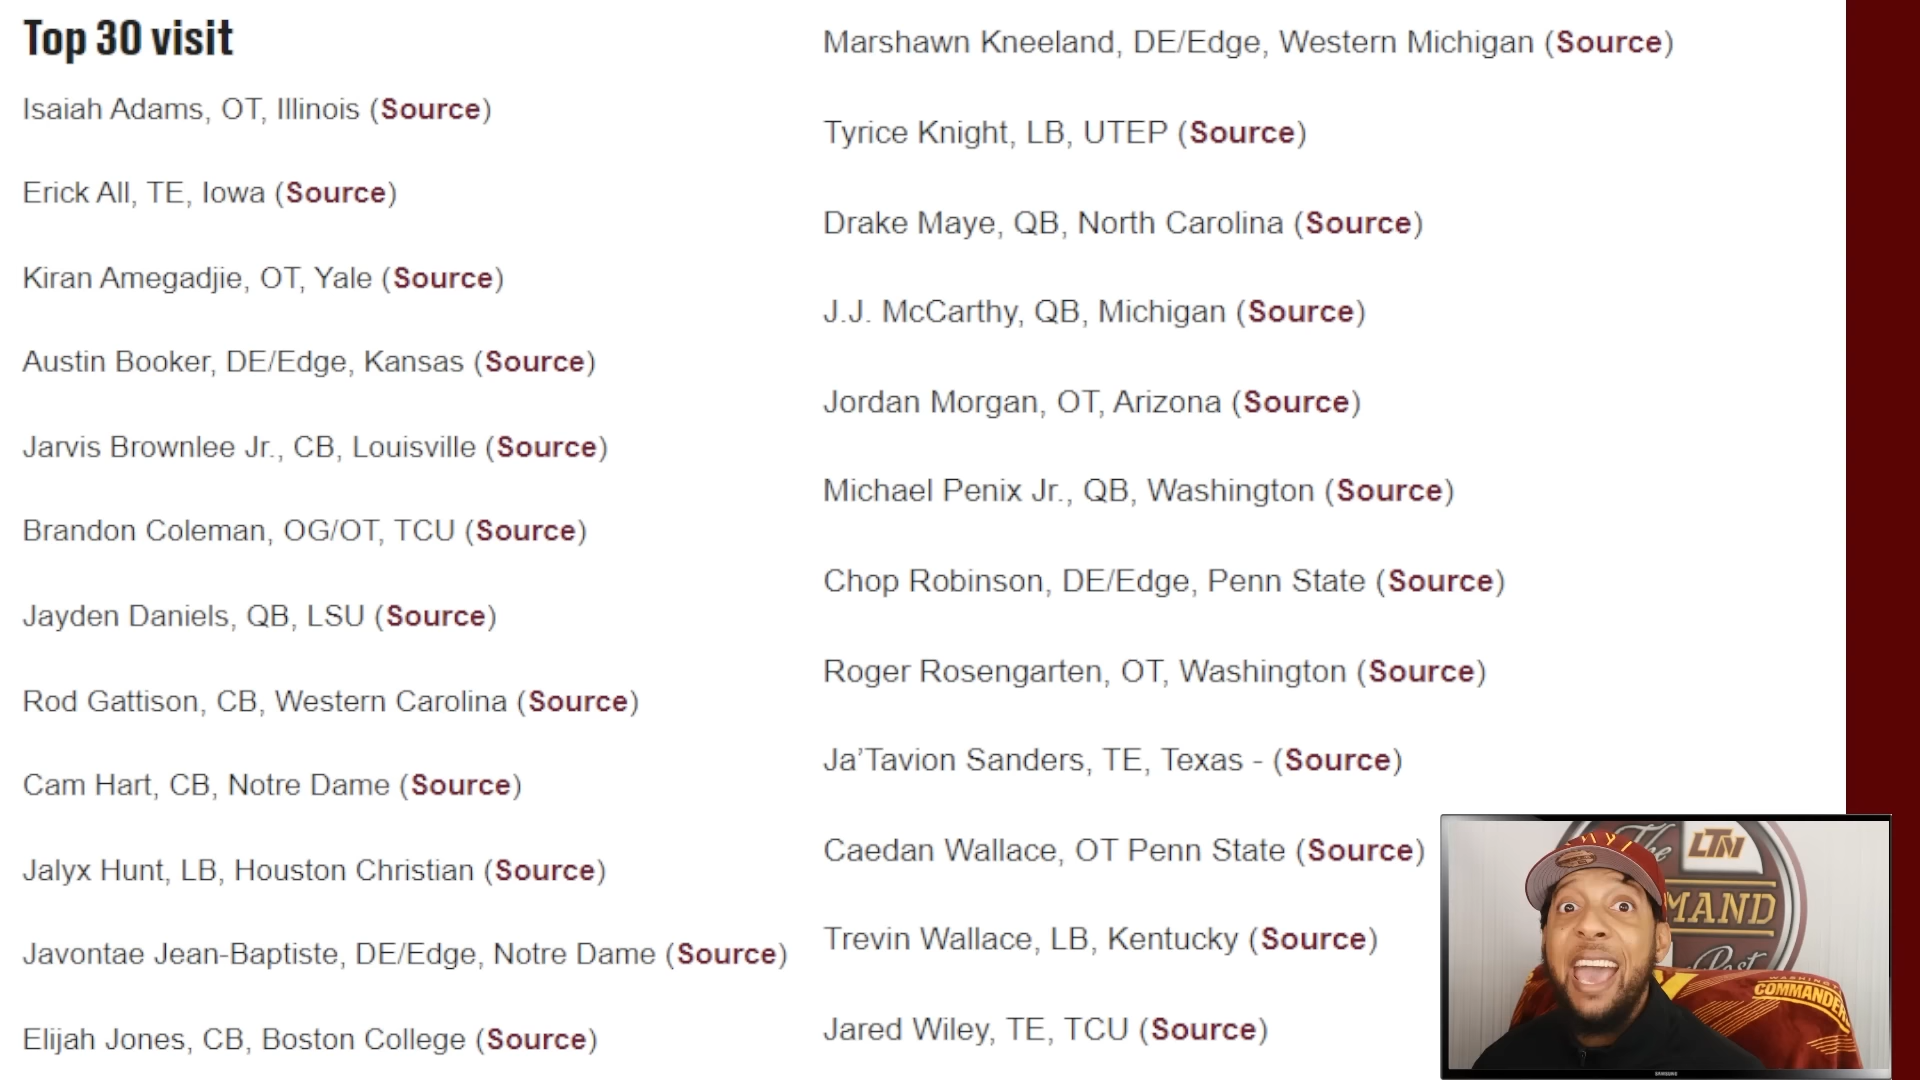 Top 30 visit
Isaiah Adams, OT, Illinois (Source)
Erick All, TE, Iowa (Source)
Kiran Amegadjie, OT, Yale (Source)
Austin Booker, DE/Edge, Kansas (Source)
Jarvis Brownlee Jr., CB, Louisville (Source)
Brandon Coleman, OG/OT, TCU (Source)
Jayden Daniels, QB, LSU (Source)
Rod Gattison, CB, Western Carolina (Source)
Cam Hart, CB, Notre Dame (Source)
Jalyx Hunt, LB, Houston Christian (Source)
Javontae Jean-Baptiste, DE/Edge, Notre Dame (Source)
Elijah Jones, CB, Boston College (Source)
Marshawn Kneeland, DE/Edge, Western Michigan (Source)
Tyrice Knight, LB, UTEP (Source)
Drake Maye, QB, North Carolina (Source)
J.J. McCarthy, QB, Michigan (Source)
Jordan Morgan, OT, Arizona (Source)
Michael Penix Jr., QB, Washington (Source)
Chop Robinson, DE/Edge, Penn State (Source)
Roger Rosengarten, OT, Washington (Source)
Ja’Tavion Sanders, TE, Texas - (Source)
Caedan Wallace, OT Penn State (Source)
Trevin Wallace, LB, Kentucky (Source)
Jared Wiley, TE, TCU (Source)
The
LTN
MAND
Post
WASHINGTON
COMMANDERS
SAMSUNG